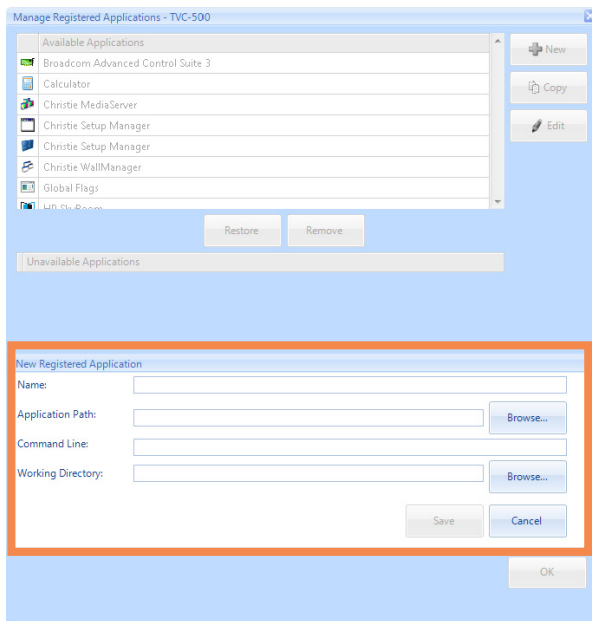 Manage Registered Applications - TVC-500
Available Applications
New
Broadcom Advanced Control Suite 3
Calculator
Copy
Christie MediaServer
Christie Setup Manager
Edit
Christie Setup Manager
Christie WallManager
Global Flags
HP SkyRoom
Restore Remove
Unavailable Applications
New Registered Application
Name:
Application Path: Browse...
Command Line:
Working Directory: Browse...
Save Cancel
OK